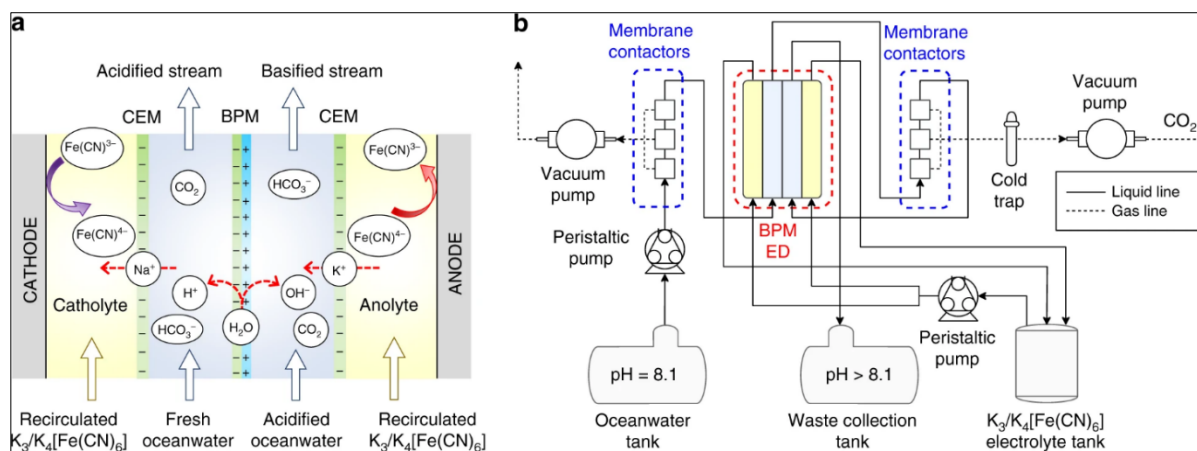 a
Acidified stream
Basified stream
CEM
BPM
CEM
Fe(CN)³⁻
Fe(CN)³⁻
CO₂
HCO₃⁻
Fe(CN)⁴⁻
Fe(CN)⁴⁻
CATHODE
ANODE
Na⁺
K⁺
Catholyte
H⁺
OH⁻
Anolyte
HCO₃⁻
H₂O
CO₂
Recirculated
K₃/K₄[Fe(CN)₆]
Fresh
oceanwater
Acidified
oceanwater
Recirculated
K₃/K₄[Fe(CN)₆]
b
Membrane
contactors
Membrane
contactors
Vacuum
pump
CO₂
Vacuum
pump
Cold
trap
Liquid line
Gas line
BPM
ED
Peristaltic
pump
Peristaltic
pump
pH = 8.1
pH > 8.1
Oceanwater
tank
Waste collection
tank
K₃/K₄[Fe(CN)₆]
electrolyte tank